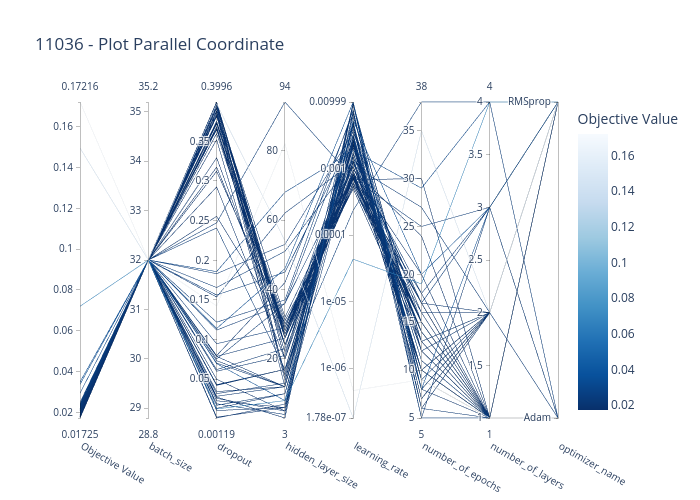 11036 - Plot Parallel Coordinate
0.17216 35.2 0.3996 94 0.00999 38 4
Objective Value
0.16 0.14 0.12 0.1 0.08 0.06 0.04 0.02
35 34 33 32 31 30 29
0.35 0.3 0.25 0.2 0.15 0.1 0.05
80 60 40 20
0.00999 0.001 0.0001 1e-05 1e-06 1.78e-07
35 30 25 20 15 10 5
4 3.5 3 2.5 2 1.5 1
RMSprop
Adam
0.16
0.14
0.12
0.1
0.08
0.06
0.04
0.02
0.01725 28.8 0.00119 3 5 1
Objective Value
batch_size
dropout
hidden_layer_size
learning_rate
number_of_epochs
number_of_layers
optimizer_name